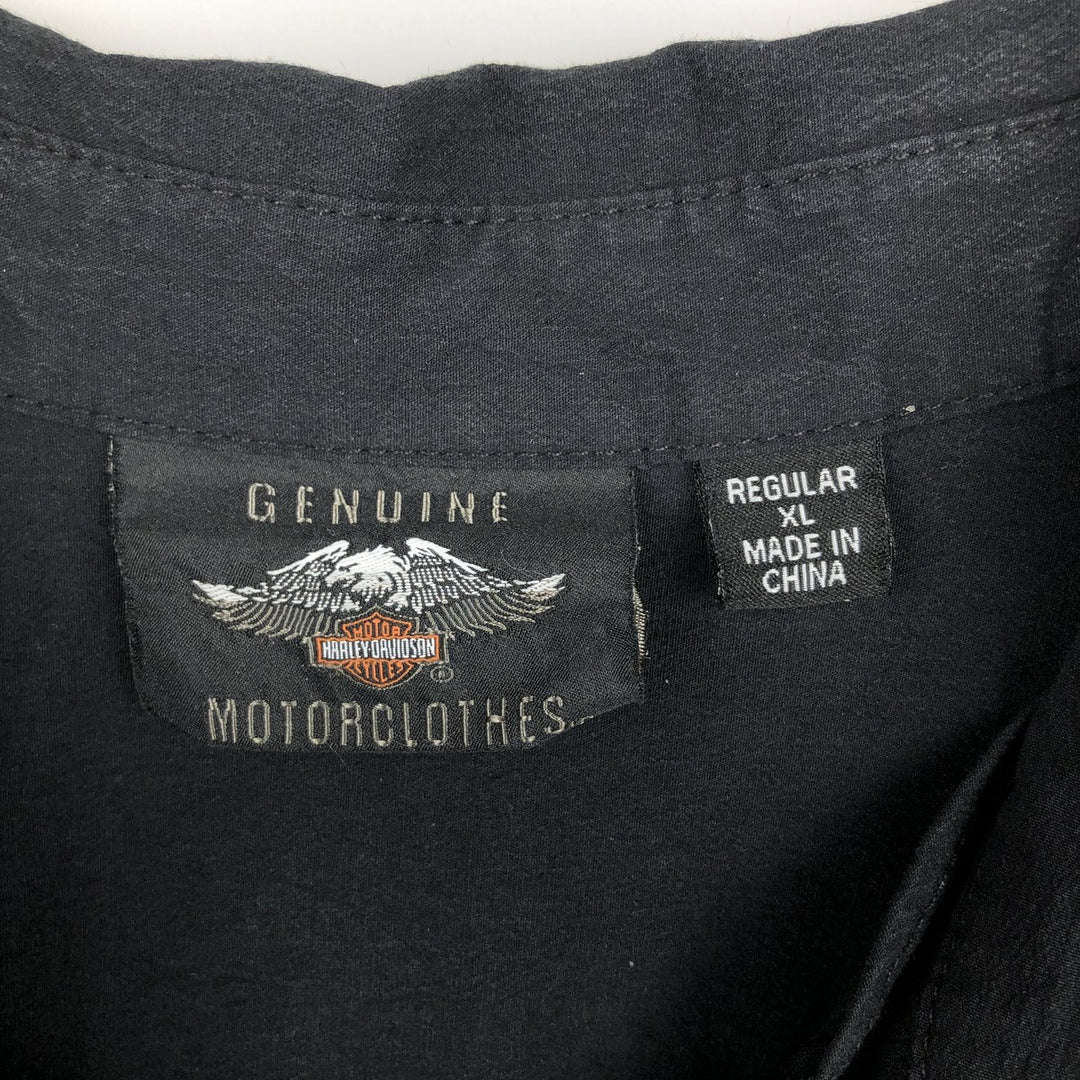 GENUINE
MOTOR
HARLEY-DAVIDSON
CYCLES
®
MOTORCLOTHES
REGULAR
XL
MADE IN
CHINA